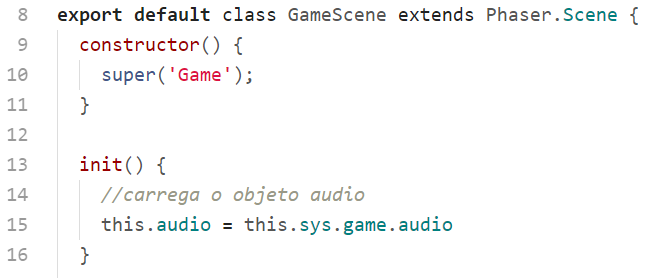 8 export default class GameScene extends Phaser.Scene {
9 constructor() {
10 super('Game');
11 }
12
13 init() {
14 //carrega o objeto audio
15 this.audio = this.sys.game.audio
16 }